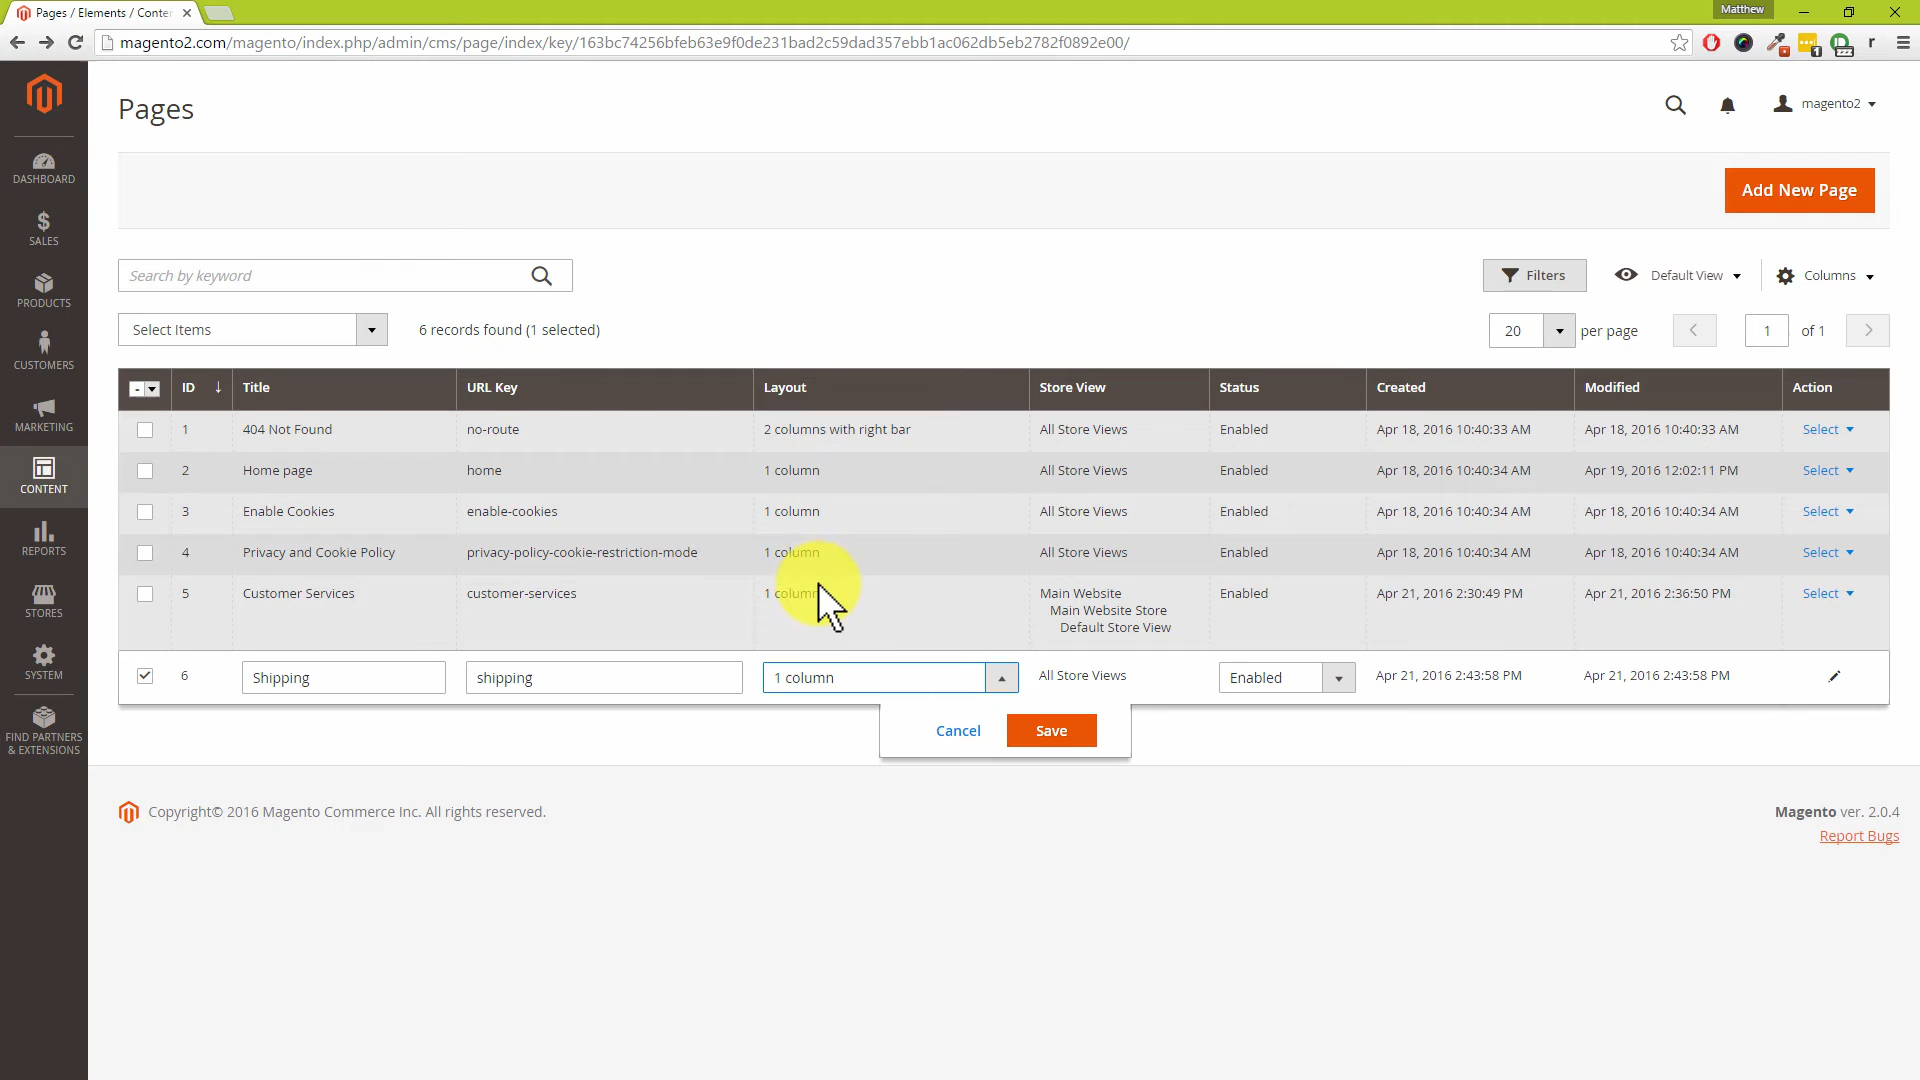 Pages / Elements / Conte
Matthew
magento2.com/magento/index.php/admin/cms/page/index/key/163bc74256bfeb63e9f0de231bad2c59dad357ebb1ac062db5eb2782f0892e00/
1
zzz
r
Pages
magento2
DASHBOARD
SALES
PRODUCTS
CUSTOMERS
MARKETING
CONTENT
REPORTS
STORES
SYSTEM
FIND PARTNERS
& EXTENSIONS
Add New Page
Search by keyword
Filters
Default View
Columns
Select Items
6 records found (1 selected)
20 per page 1 of 1
ID ↓ Title URL Key Layout Store View Status Created Modified Action
1 404 Not Found no-route 2 columns with right bar All Store Views Enabled Apr 18, 2016 10:40:33 AM Apr 18, 2016 10:40:33 AM Select
2 Home page home 1 column All Store Views Enabled Apr 18, 2016 10:40:34 AM Apr 19, 2016 12:02:11 PM Select
3 Enable Cookies enable-cookies 1 column All Store Views Enabled Apr 18, 2016 10:40:34 AM Apr 18, 2016 10:40:34 AM Select
4 Privacy and Cookie Policy privacy-policy-cookie-restriction-mode 1 column All Store Views Enabled Apr 18, 2016 10:40:34 AM Apr 18, 2016 10:40:34 AM Select
5 Customer Services customer-services 1 column Main Website Enabled Apr 21, 2016 2:30:49 PM Apr 21, 2016 2:36:50 PM Select
Main Website Store
Default Store View
6 Shipping shipping 1 column All Store Views Enabled Apr 21, 2016 2:43:58 PM Apr 21, 2016 2:43:58 PM
Cancel Save
Copyright© 2016 Magento Commerce Inc. All rights reserved.
Magento ver. 2.0.4
Report Bugs